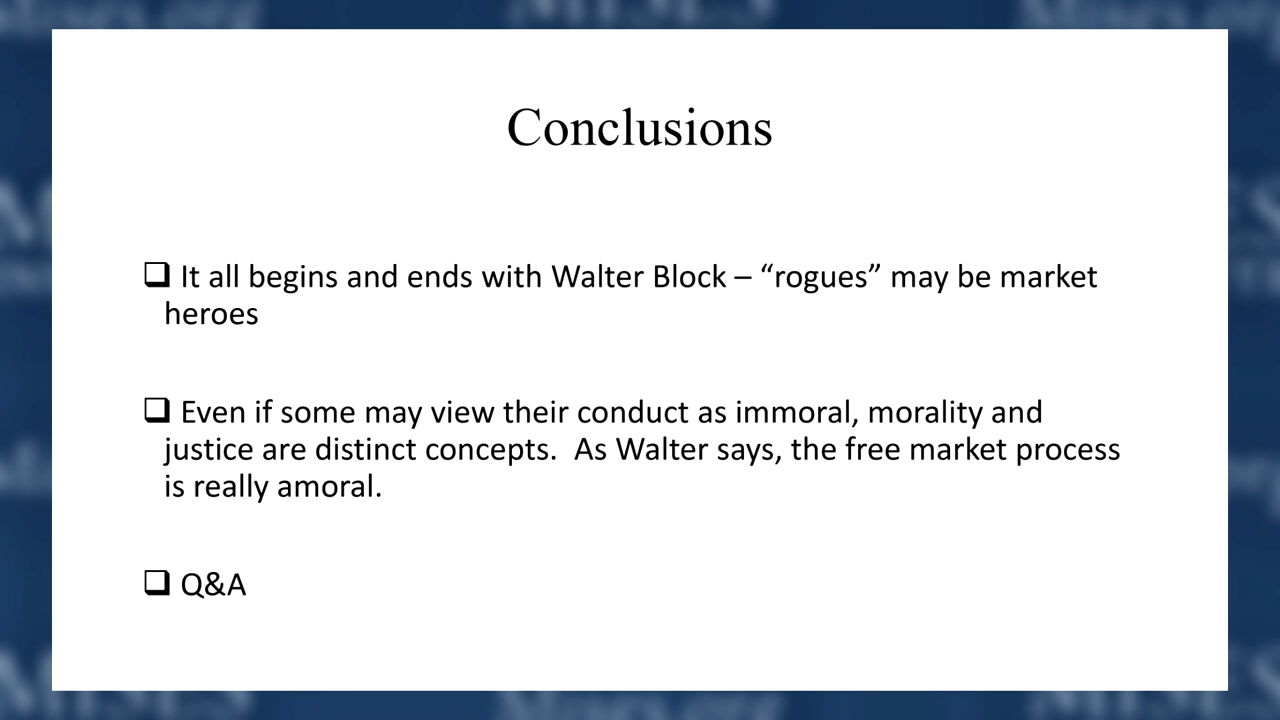 Conclusions
❑ It all begins and ends with Walter Block – “rogues” may be market
heroes
❑ Even if some may view their conduct as immoral, morality and
justice are distinct concepts.  As Walter says, the free market process
is really amoral.
❑ Q&A